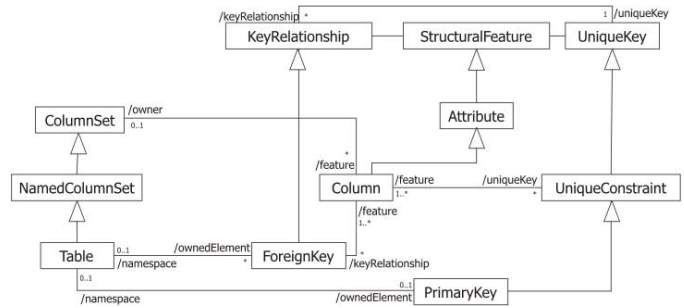 /keyRelationship * 1 /uniqueKey
KeyRelationship StructuralFeature UniqueKey
ColumnSet /owner 0..1
Attribute
* /feature
NamedColumnSet Column /feature 1..* /uniqueKey * UniqueConstraint
/feature 1..*
Table 0..1 /namespace /ownedElement * ForeignKey * /keyRelationship
0..1 /namespace 0..1 /ownedElement PrimaryKey